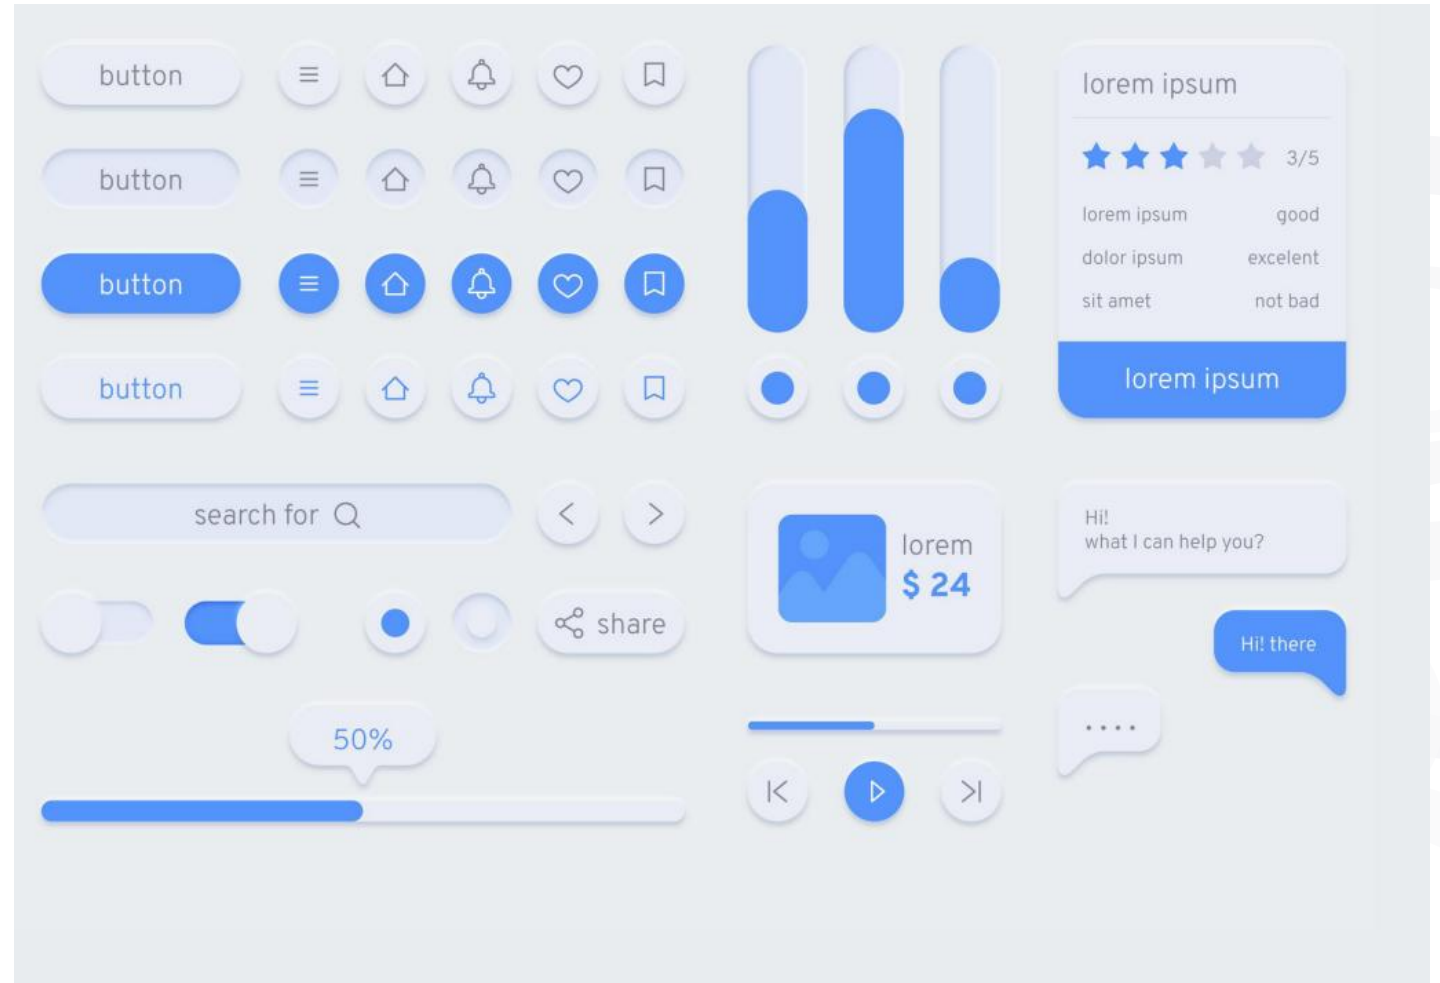 button
button
button
button
search for
share
50%
lorem ipsum
3/5
lorem ipsum good
dolor ipsum excelent
sit amet not bad
lorem ipsum
lorem
$ 24
Hi!
what I can help you?
Hi! there
....